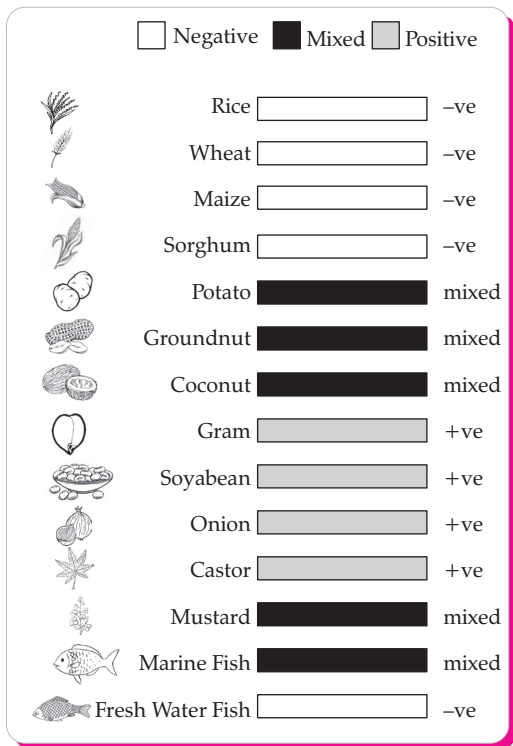 Negative Mixed Positive
Rice –ve
Wheat –ve
Maize –ve
Sorghum –ve
Potato mixed
Groundnut mixed
Coconut mixed
Gram +ve
Soyabean +ve
Onion +ve
Castor +ve
Mustard mixed
Marine Fish mixed
Fresh Water Fish –ve